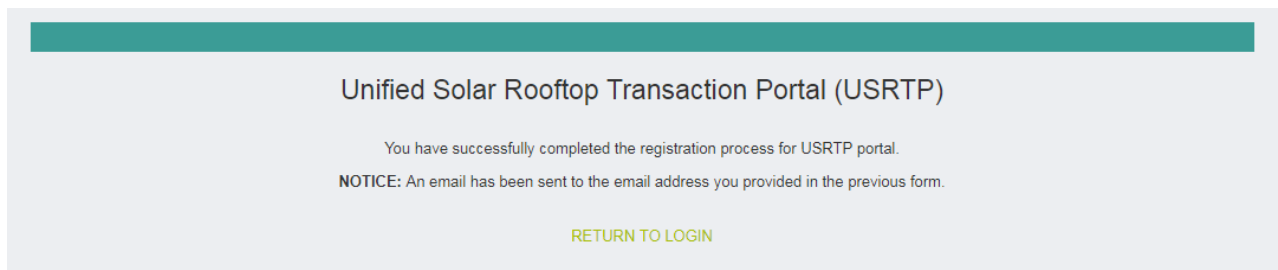 Unified Solar Rooftop Transaction Portal (USRTP)
You have successfully completed the registration process for USRTP portal.
NOTICE: An email has been sent to the email address you provided in the previous form.
RETURN TO LOGIN